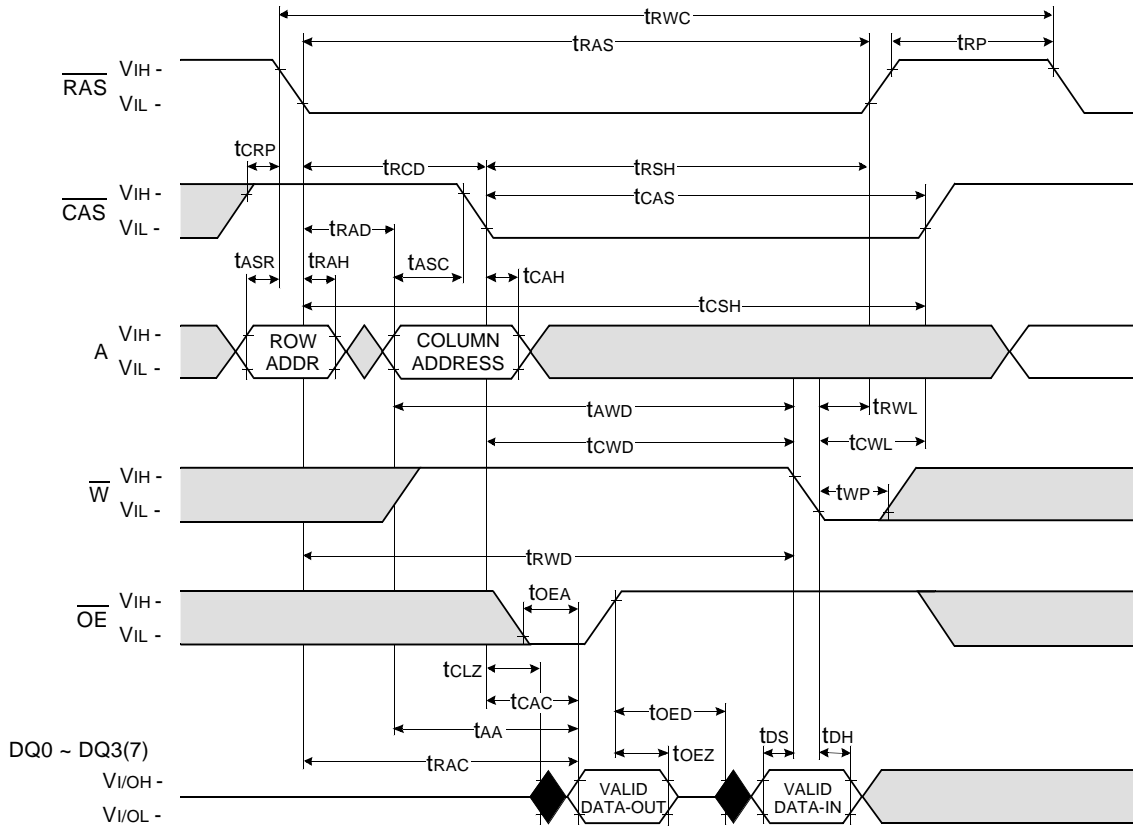 tRWC
tRAS
tRP
RAS
VIH -
VIL -
tCRP
tRCD
tRSH
CAS
VIH -
VIL -
tCAS
tRAD
tASR
tRAH
tASC
tCAH
tCSH
A
VIH -
VIL -
ROW
ADDR
COLUMN
ADDRESS
tAWD
tRWL
tCWD
tCWL
W
VIH -
VIL -
tWP
tRWD
OE
VIH -
VIL -
tOEA
tCLZ
tCAC
tOED
tAA
tOEZ
tDS
tDH
tRAC
DQ0 ~ DQ3(7)
VI/OH -
VI/OL -
VALID
DATA-OUT
VALID
DATA-IN